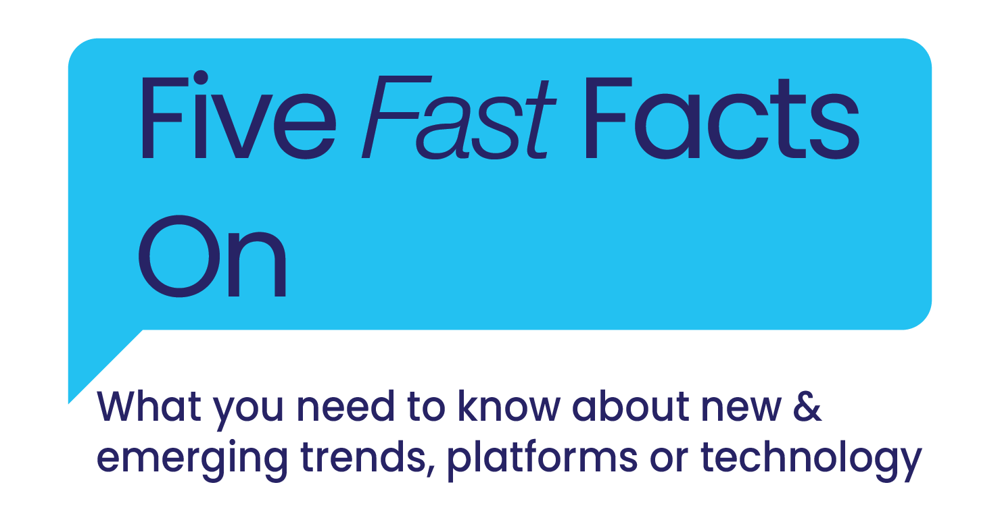 Five Fast Facts
On
What you need to know about new &
emerging trends, platforms or technology